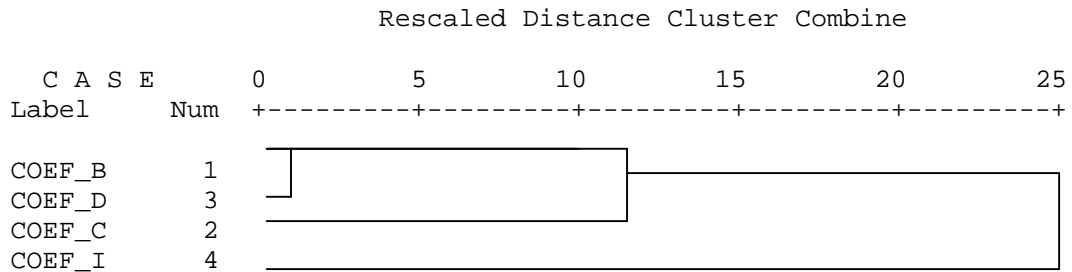 Rescaled Distance Cluster Combine
C A S E 0 5 10 15 20 25
Label Num +---------+---------+---------+---------+---------+
COEF_B 1
COEF_D 3
COEF_C 2
COEF_I 4